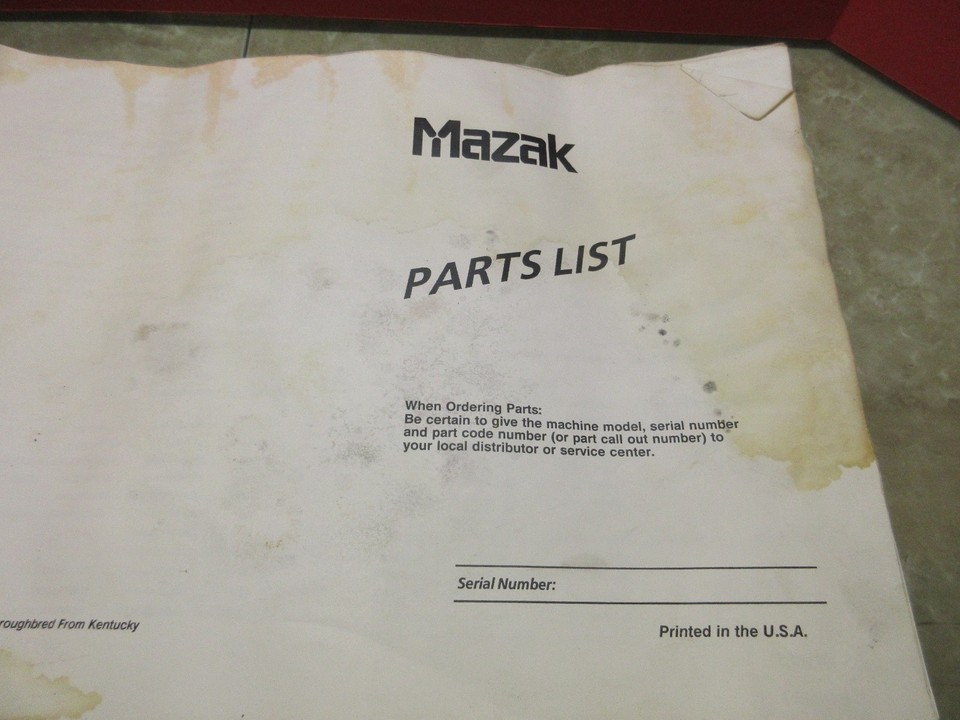 Mazak
PARTS LIST
When Ordering Parts:
Be certain to give the machine model, serial number
and part code number (or part call out number) to
your local distributor or service center.
Serial Number:
roughbred From Kentucky
Printed in the U.S.A.